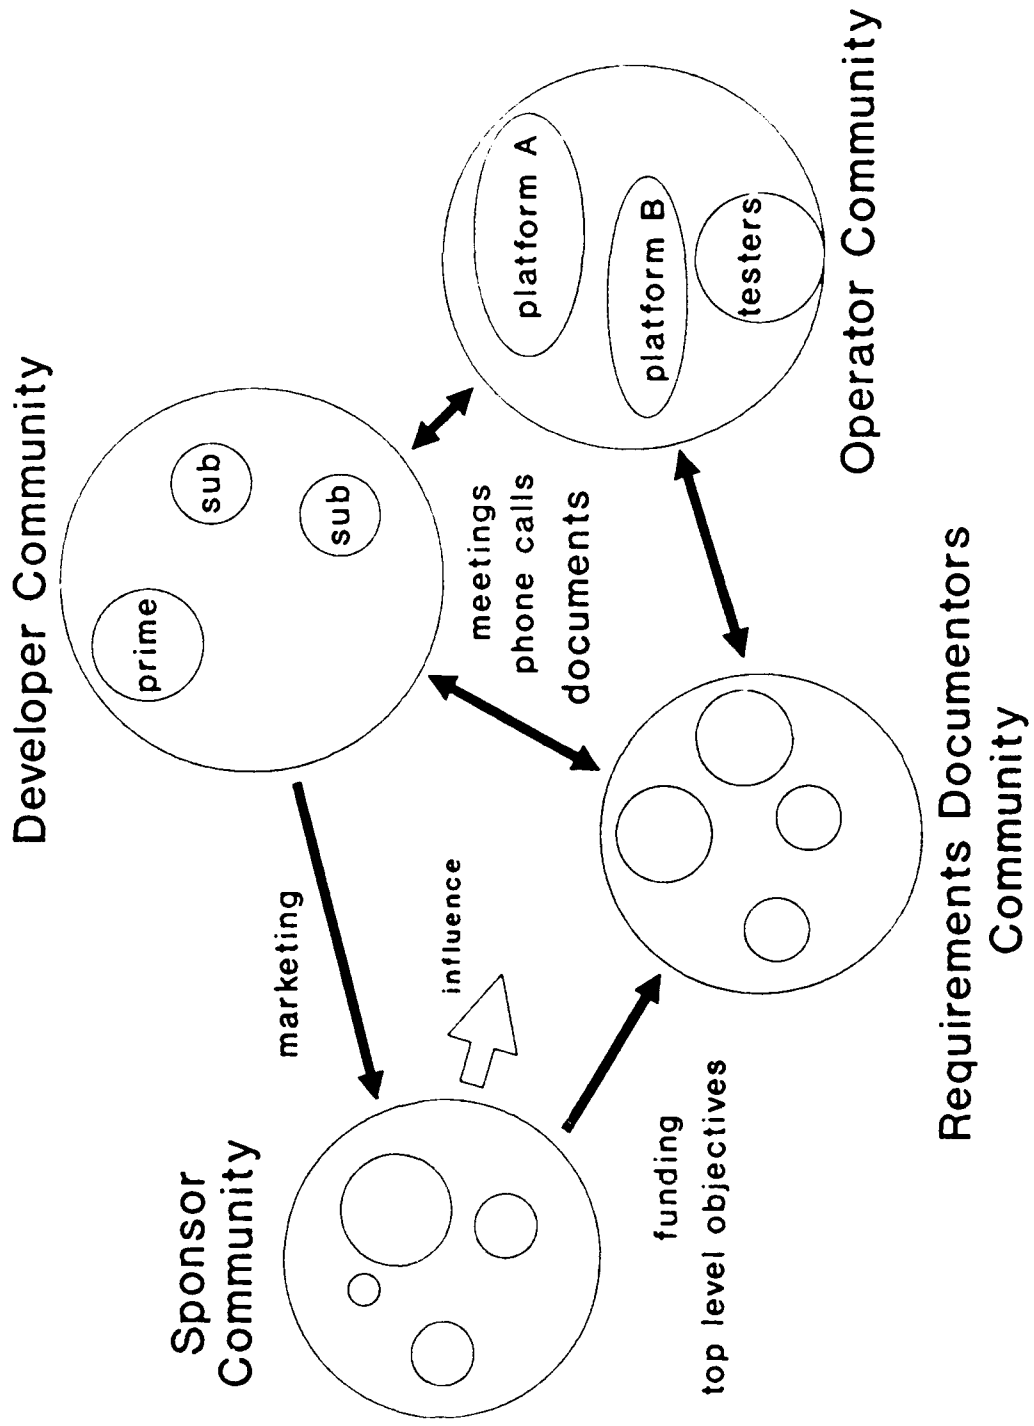 Developer Community
prime
sub
sub
Sponsor
Community
marketing
influence
meetings
phone calls
documents
platform A
platform B
testers
Operator Community
funding
top level objectives
Requirements Documentors
Community